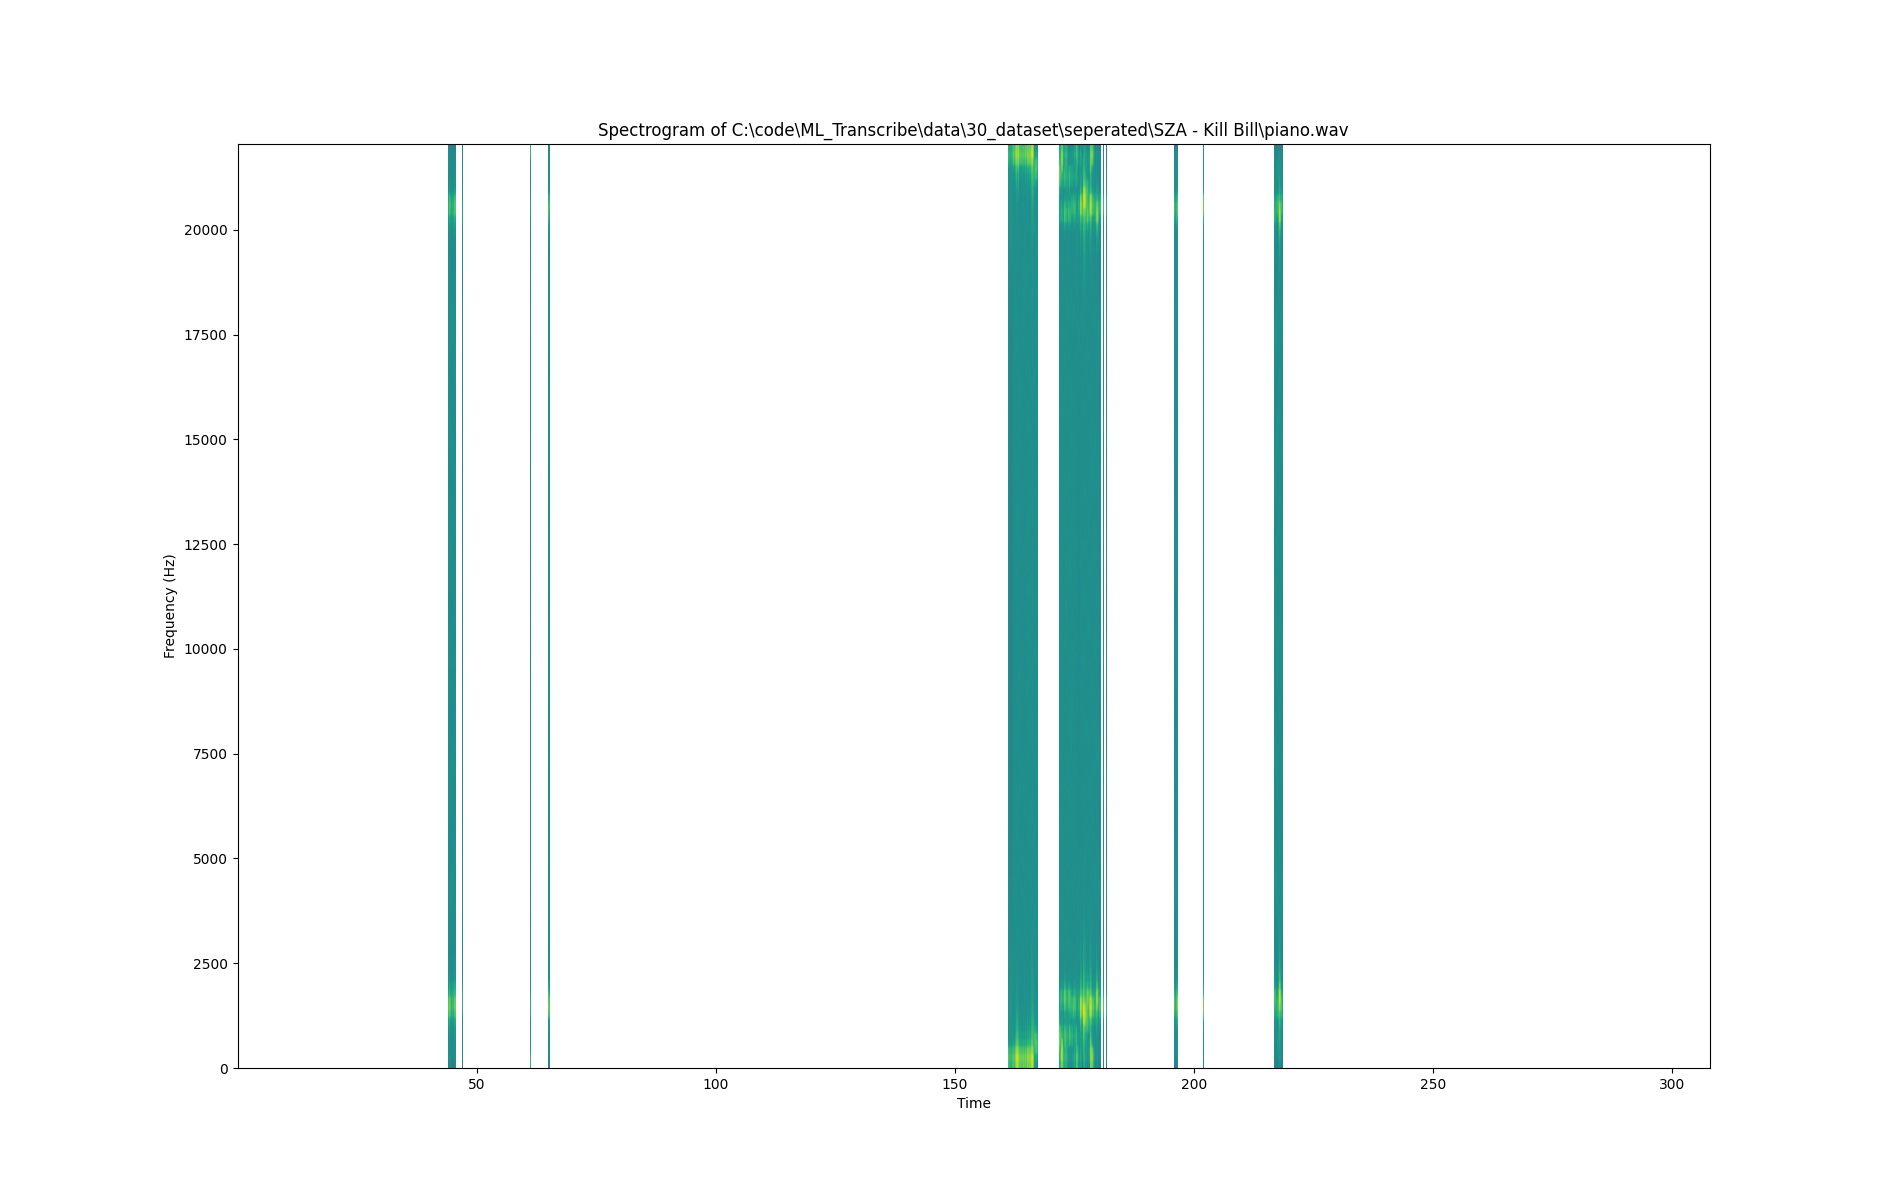 Spectrogram of C:\code\ML_Transcribe\data\30_dataset\seperated\SZA - Kill Bill\piano.wav
Frequency (Hz)
20000
17500
15000
12500
10000
7500
5000
2500
0
50 100 150 200 250 300
Time